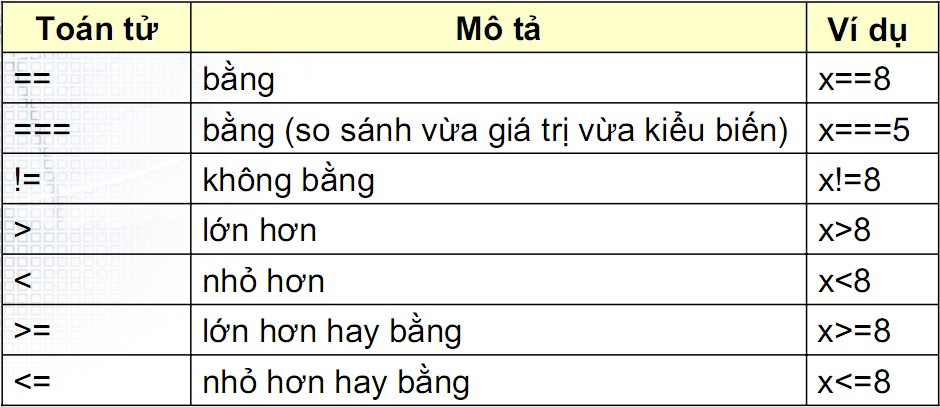 Toán tử Mô tả Ví dụ
== bằng x==8
=== bằng (so sánh vừa giá trị vừa kiểu biến) x===5
!= không bằng x!=8
> lớn hơn x>8
< nhỏ hơn x<8
>= lớn hơn hay bằng x>=8
<= nhỏ hơn hay bằng x<=8